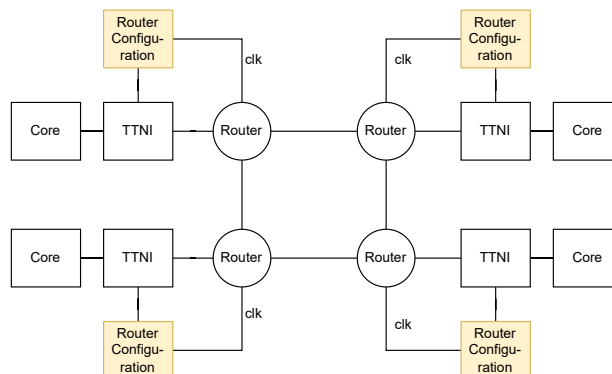 Router
Configu-
ration
Router
Configu-
ration
clk
clk
Core
TTNI
Router
Router
TTNI
Core
Core
TTNI
Router
Router
TTNI
Core
clk
clk
Router
Configu-
ration
Router
Configu-
ration